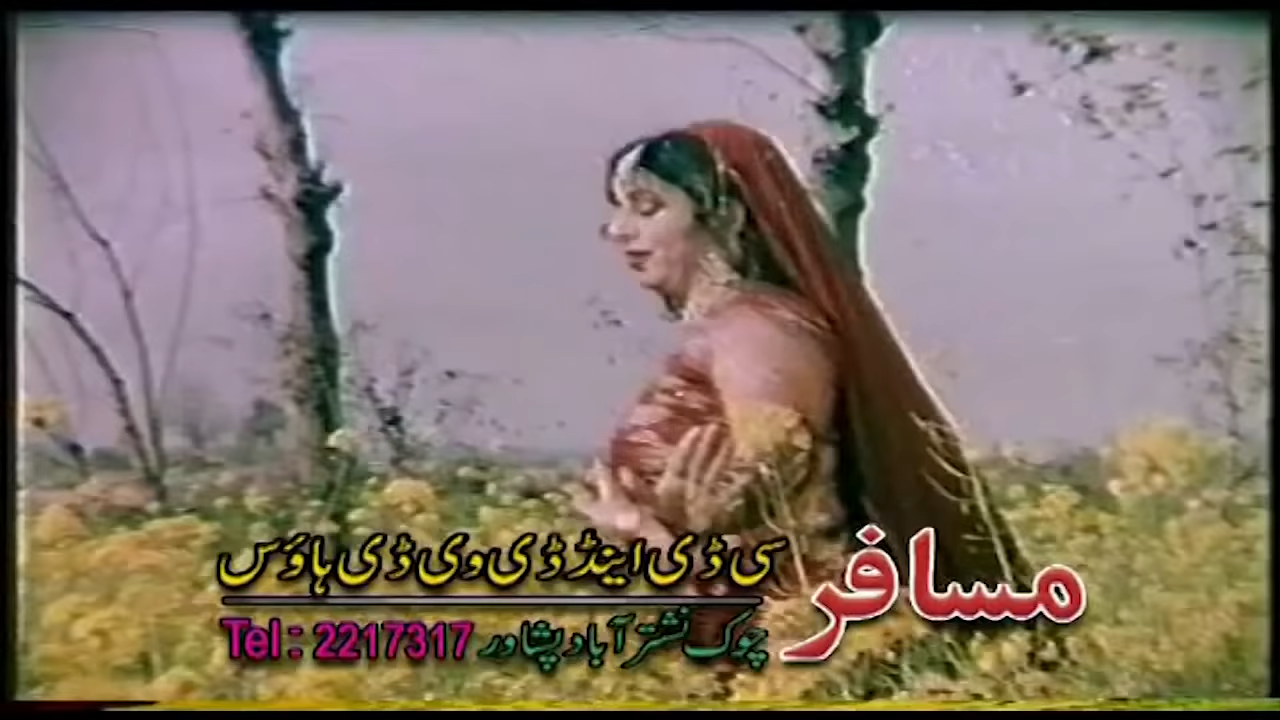 مسافر
سی ڈی اینڈ ڈی وی ڈی ہاؤس
چوک نشتر آباد پشاور Tel : 2217317